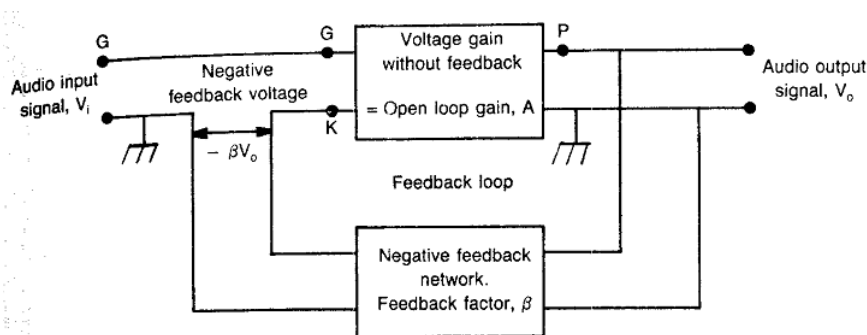 G
G
P
Audio input
signal, Vi
Negative
feedback voltage
Voltage gain
without feedback
= Open loop gain, A
K
Audio output
signal, Vo
− βVo
Feedback loop
Negative feedback
network.
Feedback factor, β